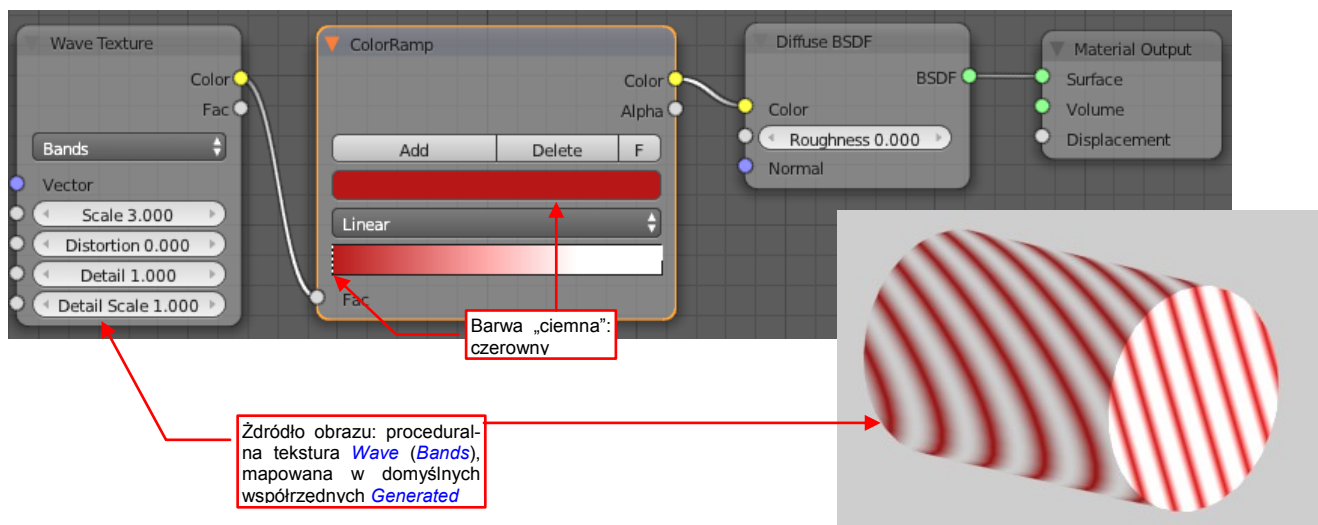 Wave Texture
Color
Fac
Bands
Vector
Scale 3.000
Distortion 0.000
Detail 1.000
Detail Scale 1.000
ColorRamp
Color
Alpha
Add Delete F
Linear
Fac
Diffuse BSDF
BSDF
Color
Roughness 0.000
Normal
Material Output
Surface
Volume
Displacement
Barwa „ciemna”:
czerowny
Żdródło obrazu: procedural-
na tekstura Wave (Bands),
mapowana w domyślnych
współrzędnych Generated